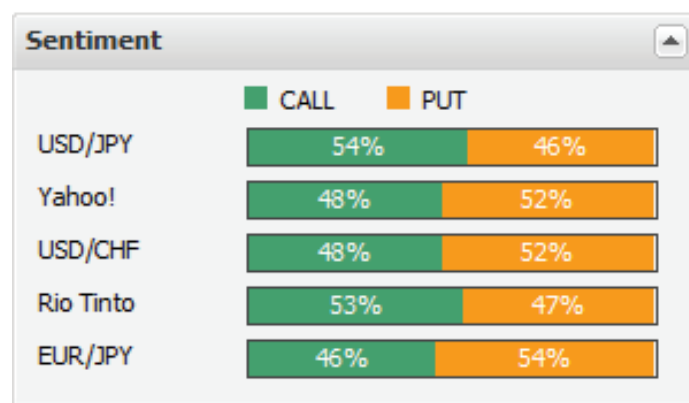 Sentiment
CALL PUT
USD/JPY 54% 46%
Yahoo! 48% 52%
USD/CHF 48% 52%
Rio Tinto 53% 47%
EUR/JPY 46% 54%